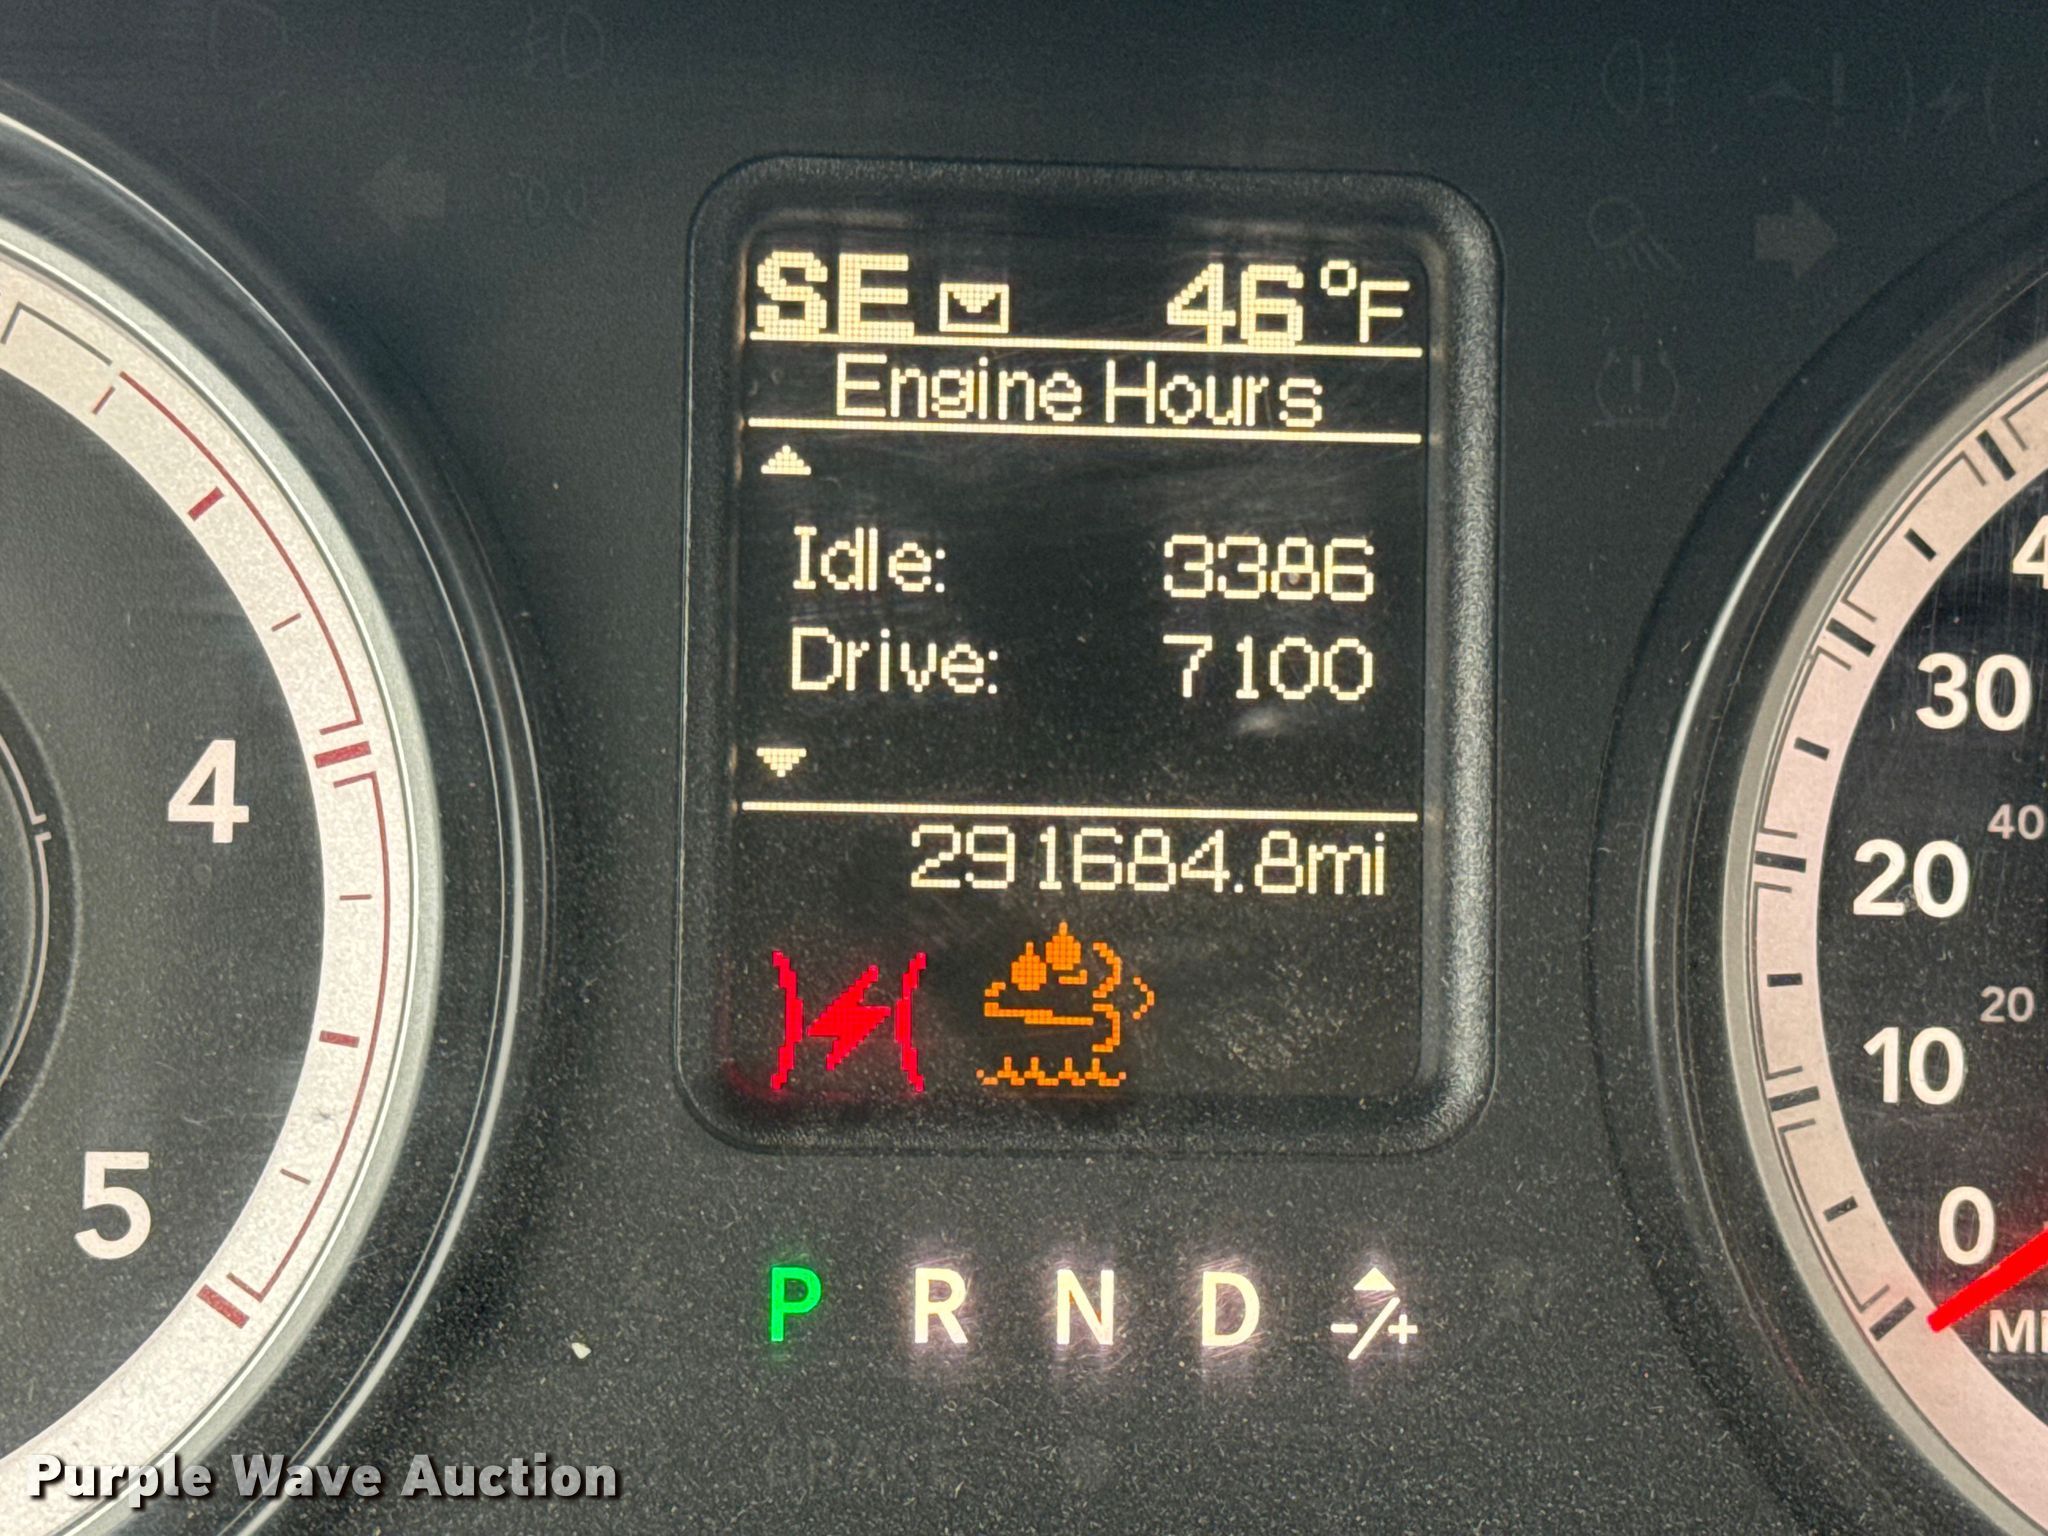 SE 46°F
Engine Hours
Idle: 3386
Drive: 7100
291684.8mi
P R N D -/+
4
5
30
20
10
0
40
20
Purple Wave Auction